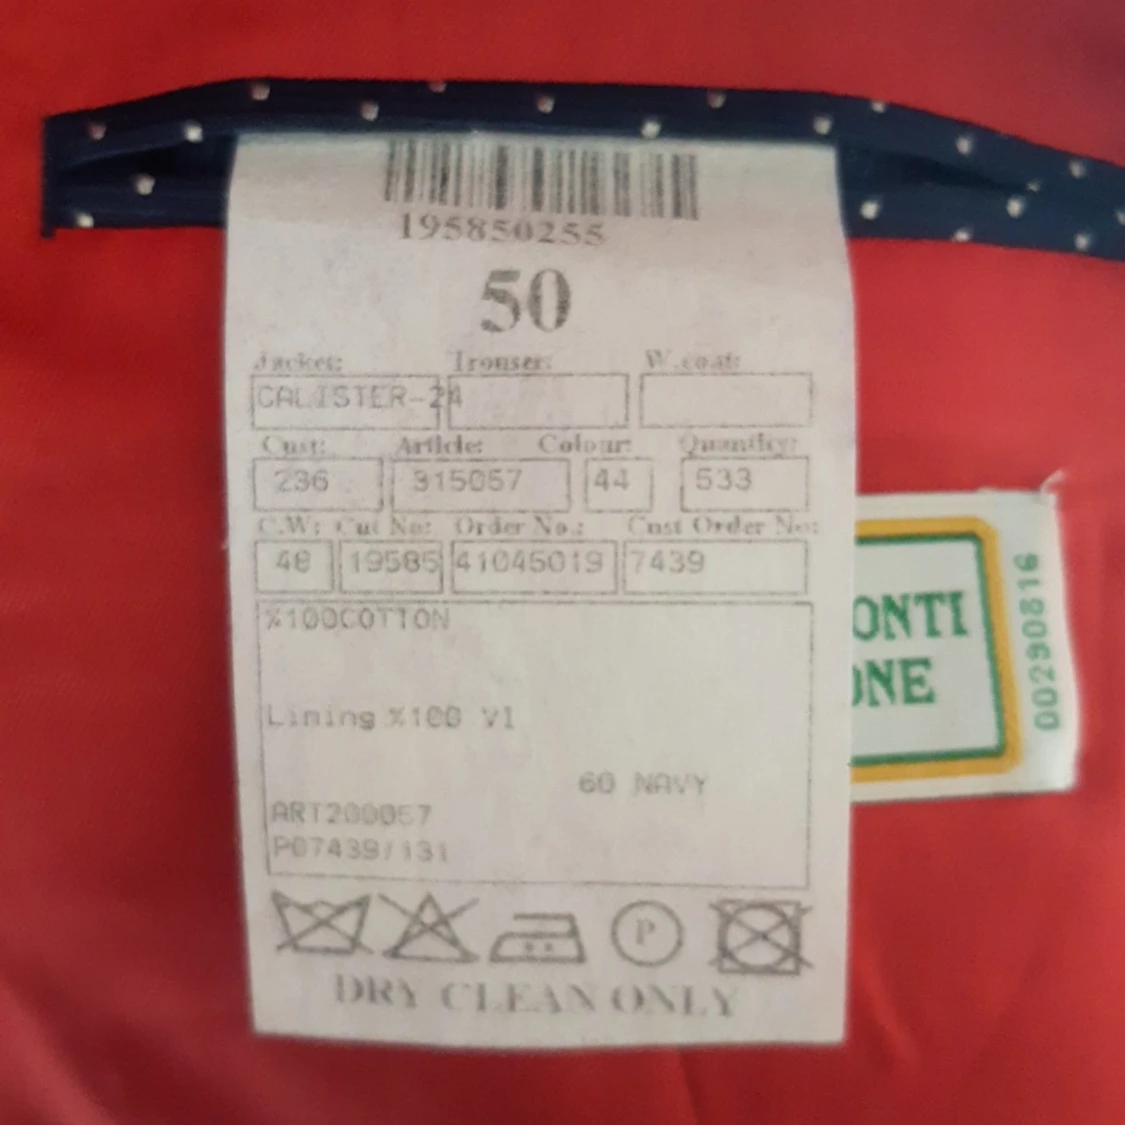 195850255
50
Jacket: Trouser: W.coat:
CALISTER-24
Cust: Article: Colour: Quantity:
236 315057 44 533
C.W: Cut No: Order No.: Cust Order No:
48 19585 41045019 7439
%100COTTON
Lining %100 VI
60 NAVY
ART200057
P07439/131
P
DRY CLEAN ONLY
ONTI
ONE
00290816